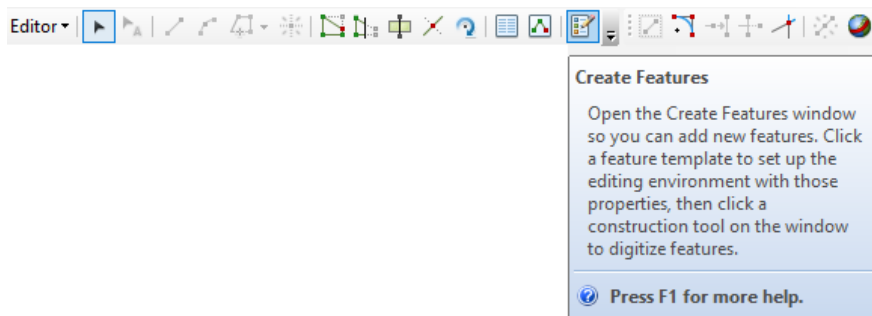 Editor
Create Features
Open the Create Features window
so you can add new features. Click
a feature template to set up the
editing environment with those
properties, then click a
construction tool on the window
to digitize features.
Press F1 for more help.